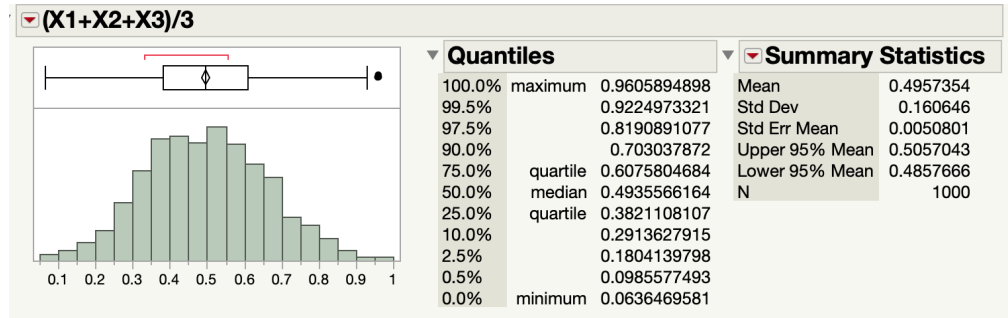 (X1+X2+X3)/3
0.1 0.2 0.3 0.4 0.5 0.6 0.7 0.8 0.9 1
Quantiles
100.0% maximum 0.9605894898
99.5% 0.9224973321
97.5% 0.8190891077
90.0% 0.703037872
75.0% quartile 0.6075804684
50.0% median 0.4935566164
25.0% quartile 0.3821108107
10.0% 0.2913627915
2.5% 0.1804139798
0.5% 0.0985577493
0.0% minimum 0.0636469581
Summary Statistics
Mean 0.4957354
Std Dev 0.160646
Std Err Mean 0.0050801
Upper 95% Mean 0.5057043
Lower 95% Mean 0.4857666
N 1000